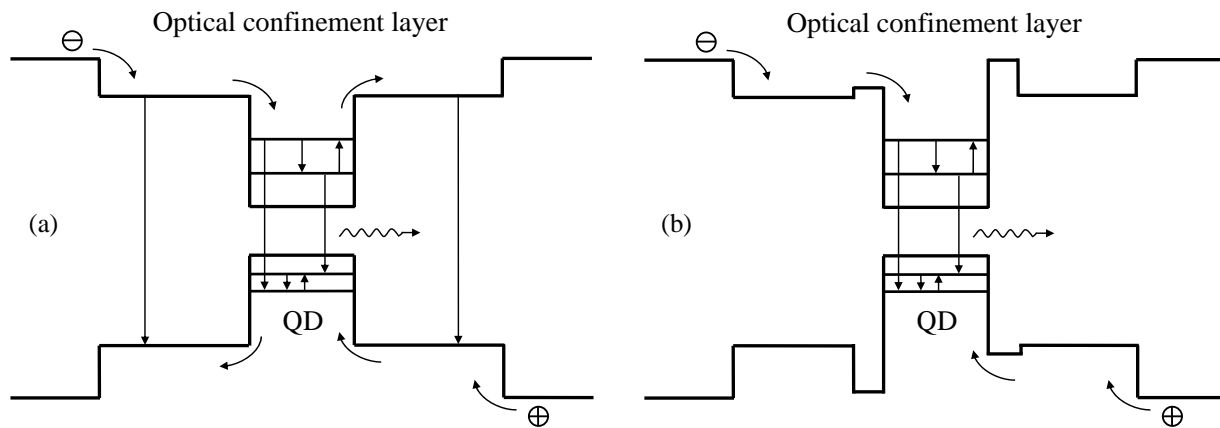 Optical confinement layer
(a)
QD
Optical confinement layer
(b)
QD